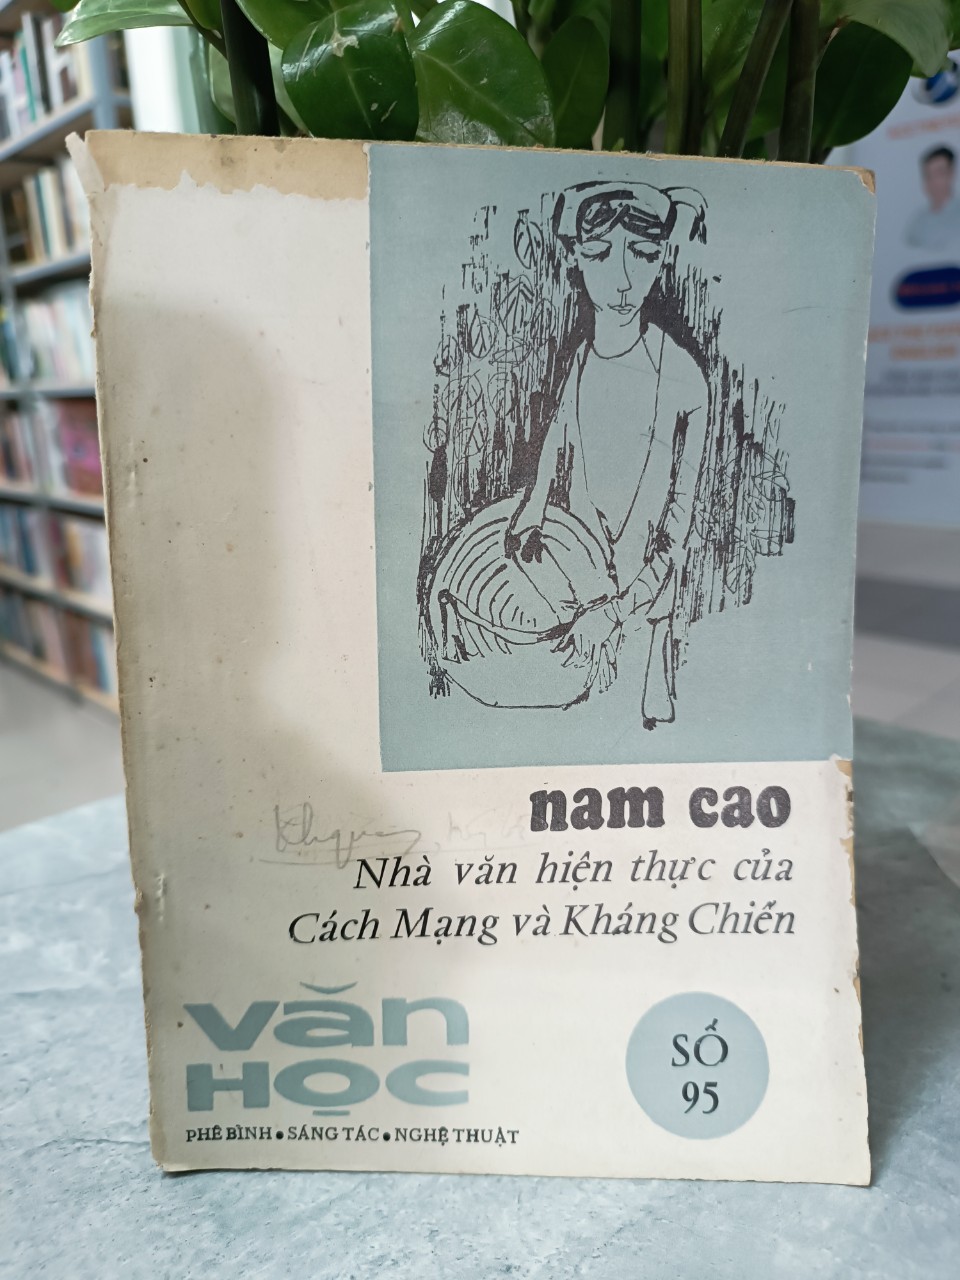 nam cao
Nhà văn hiện thực của
Cách Mạng và Kháng Chiến
Văn
Học
PHÊ BÌNH • SÁNG TÁC • NGHỆ THUẬT
SỐ
95